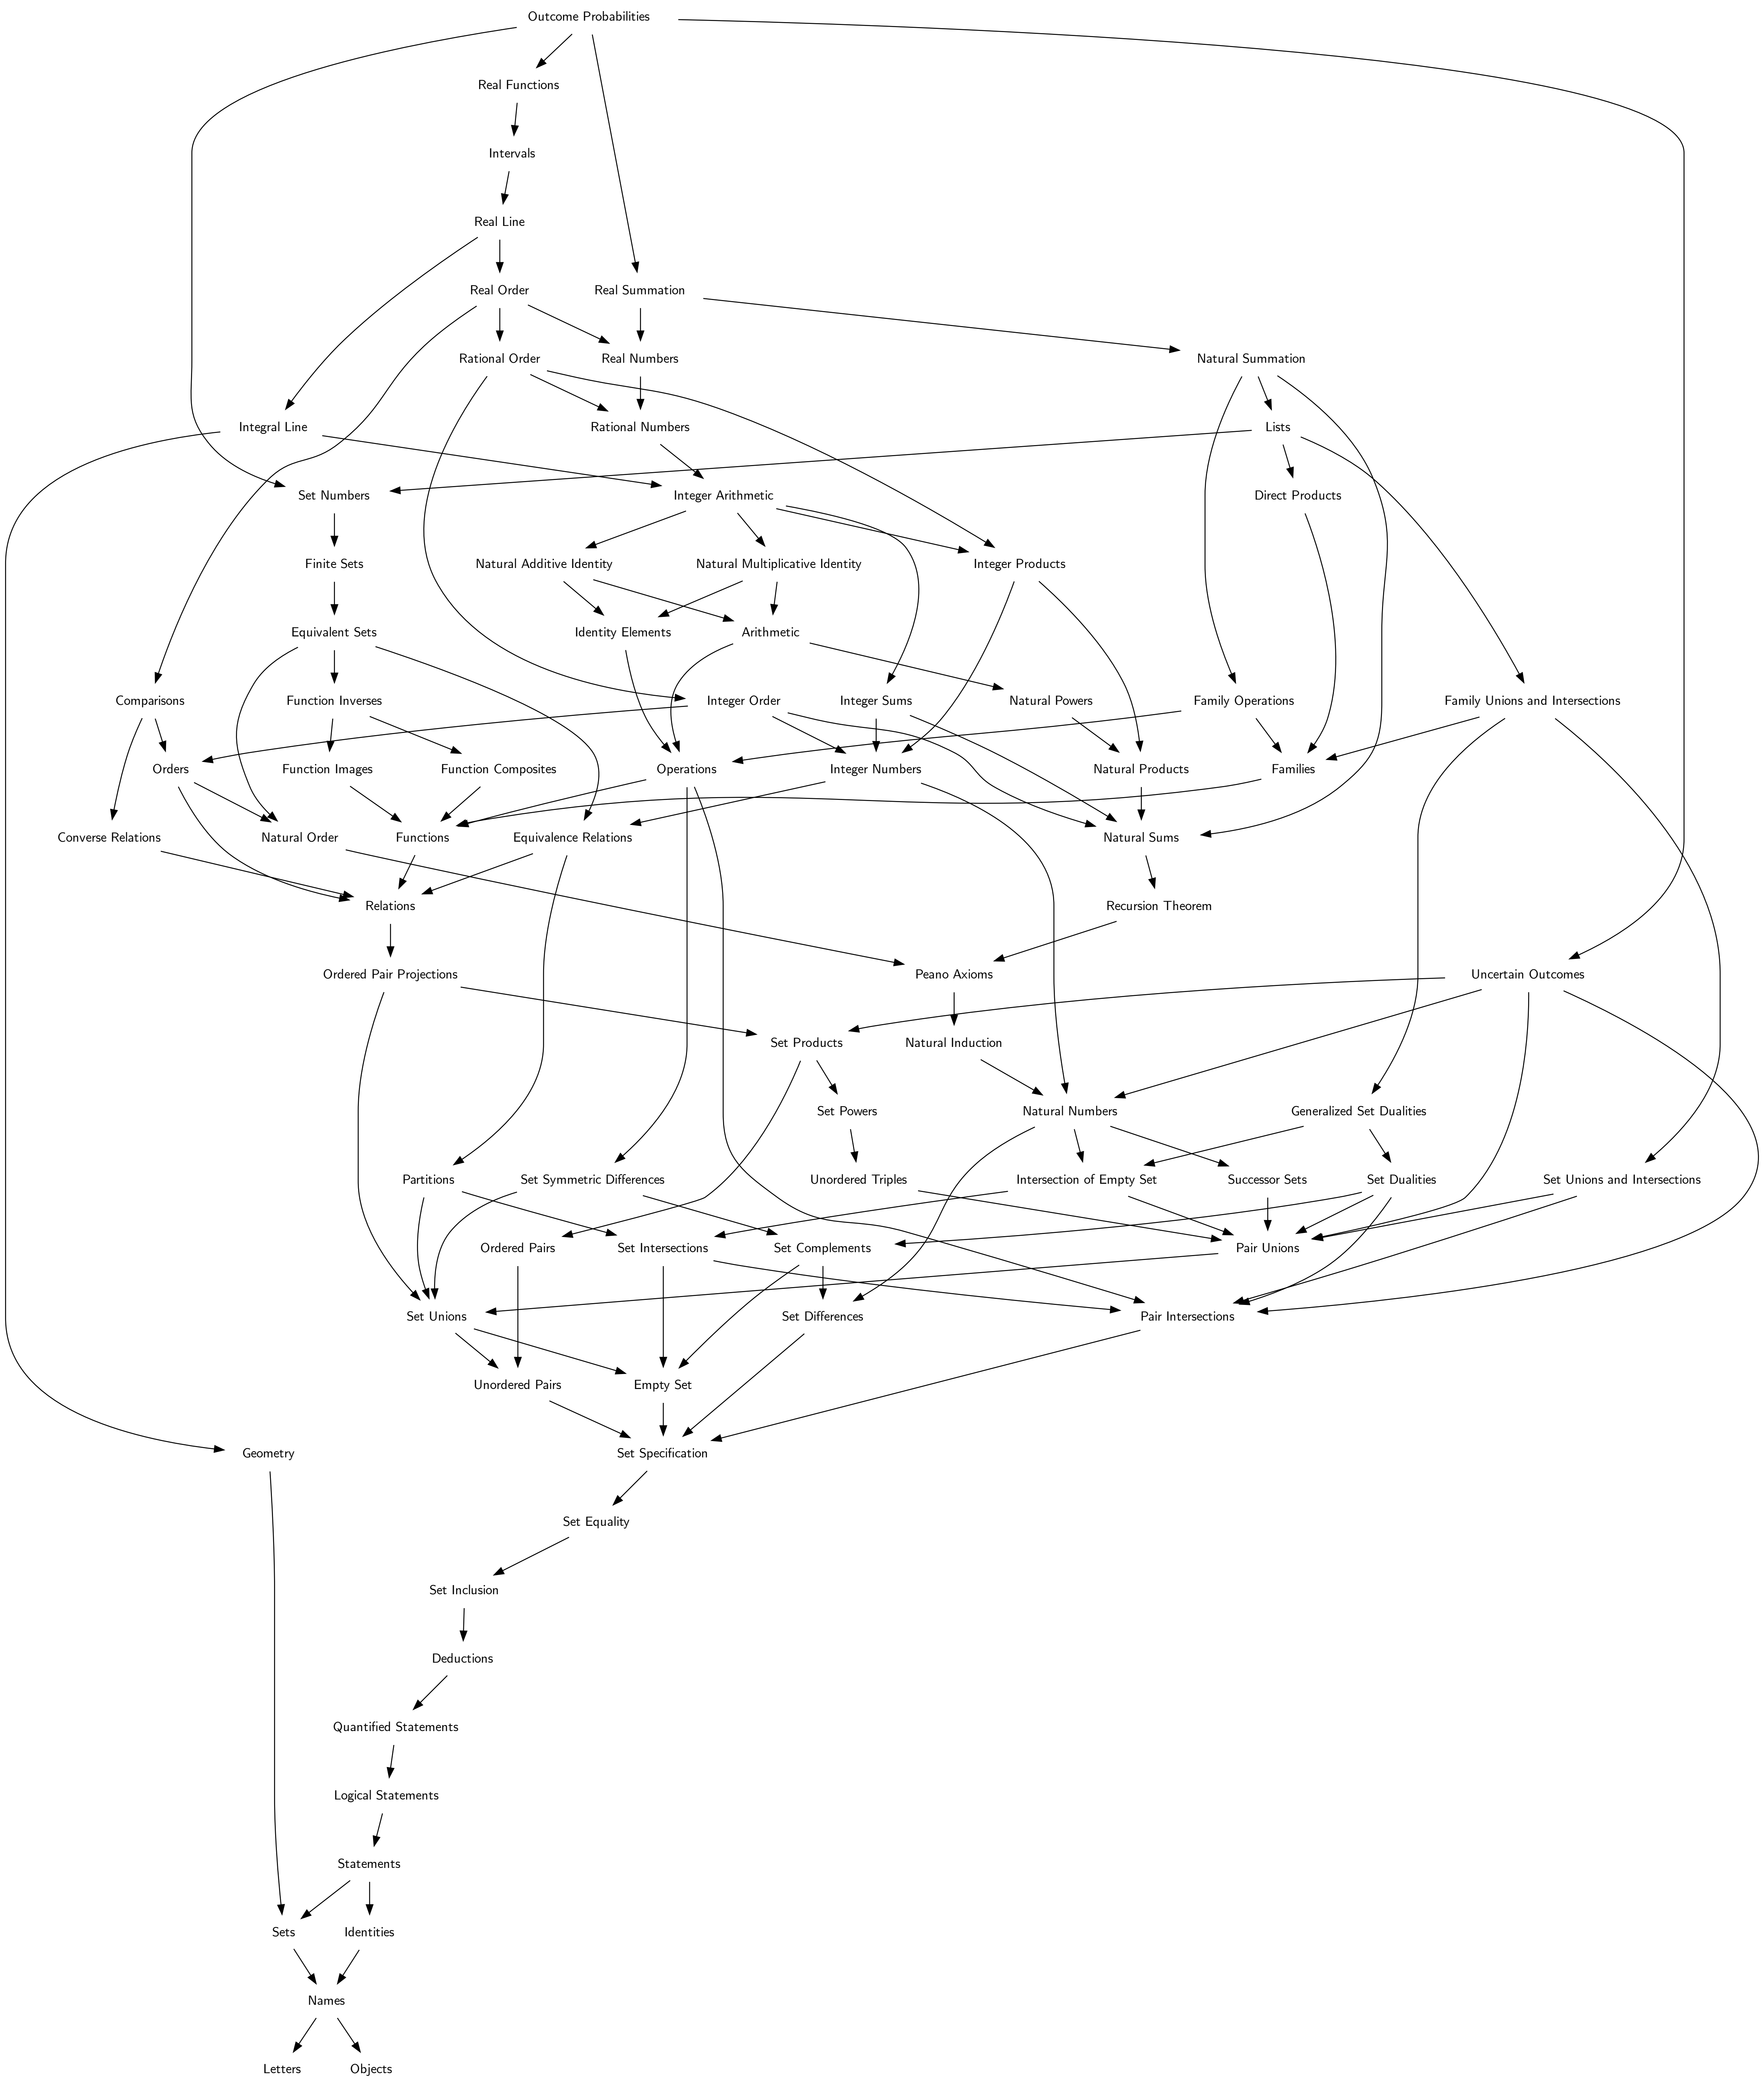 Outcome Probabilities
Real Functions
Intervals
Real Line
Real Order
Real Summation
Rational Order
Real Numbers
Natural Summation
Integral Line
Rational Numbers
Lists
Set Numbers
Integer Arithmetic
Direct Products
Finite Sets
Natural Additive Identity
Natural Multiplicative Identity
Integer Products
Equivalent Sets
Identity Elements
Arithmetic
Comparisons
Function Inverses
Integer Order
Integer Sums
Natural Powers
Family Operations
Family Unions and Intersections
Orders
Function Images
Function Composites
Operations
Integer Numbers
Natural Products
Families
Converse Relations
Natural Order
Functions
Equivalence Relations
Natural Sums
Relations
Recursion Theorem
Ordered Pair Projections
Peano Axioms
Uncertain Outcomes
Set Products
Natural Induction
Set Powers
Natural Numbers
Generalized Set Dualities
Partitions
Set Symmetric Differences
Unordered Triples
Intersection of Empty Set
Successor Sets
Set Dualities
Set Unions and Intersections
Ordered Pairs
Set Intersections
Set Complements
Pair Unions
Set Unions
Set Differences
Pair Intersections
Unordered Pairs
Empty Set
Geometry
Set Specification
Set Equality
Set Inclusion
Deductions
Quantified Statements
Logical Statements
Statements
Sets
Identities
Names
Letters
Objects